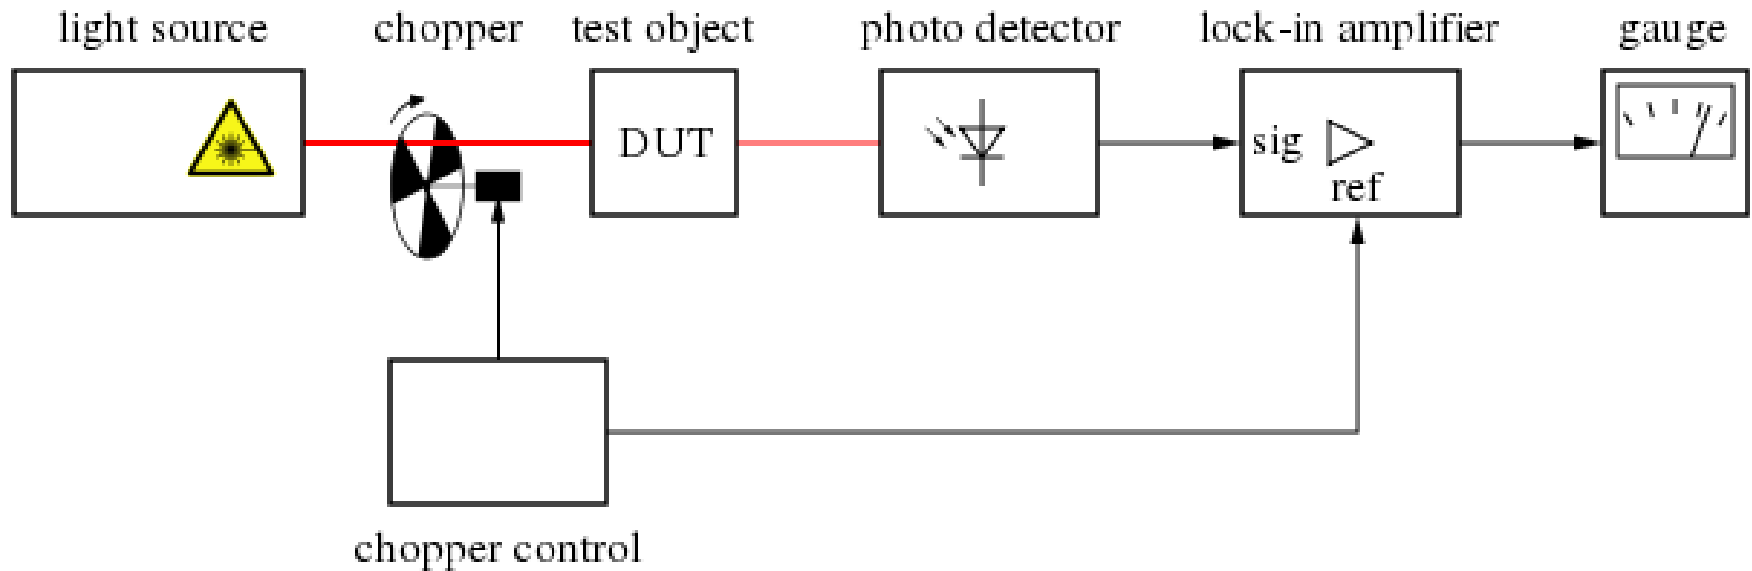 light source
chopper
test object
photo detector
lock-in amplifier
gauge
DUT
sig
ref
chopper control